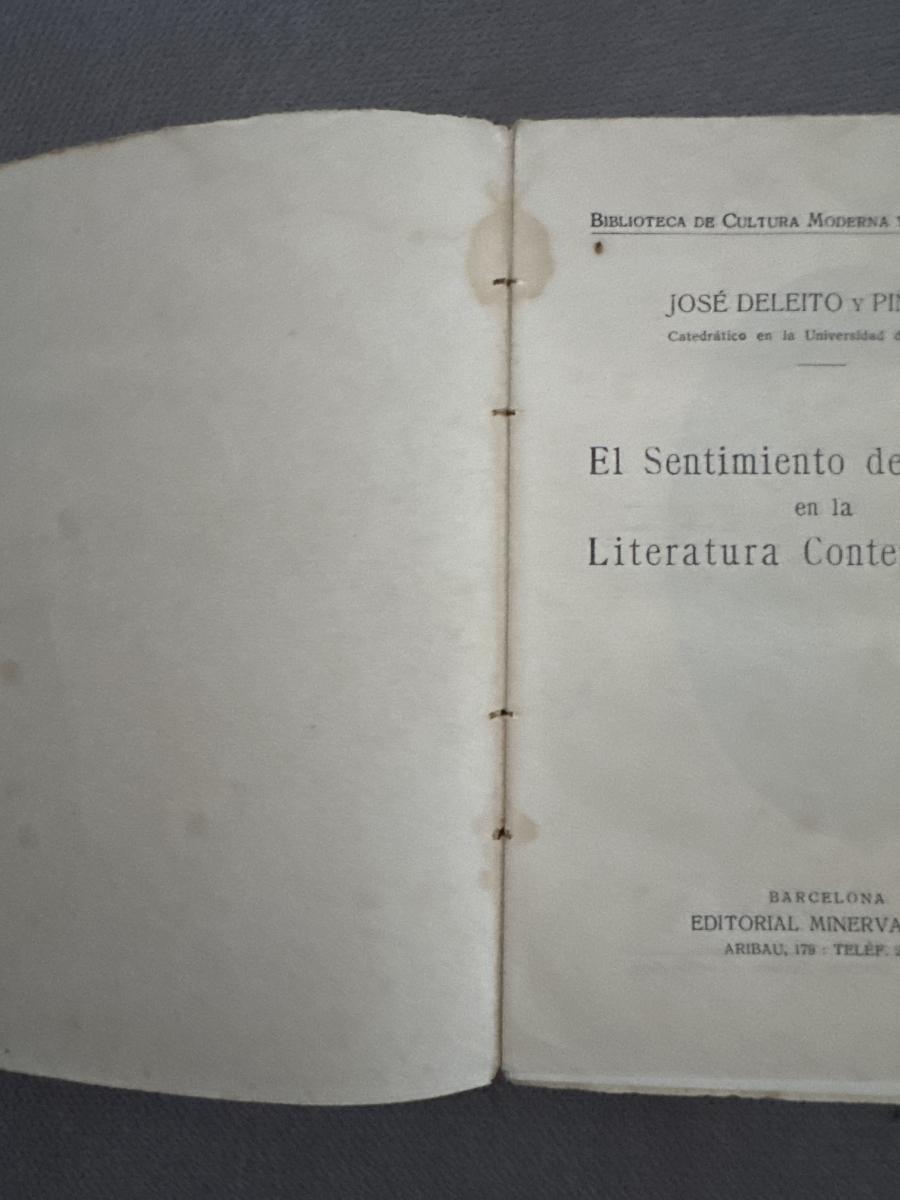 BIBLIOTECA DE CULTURA MODERNA
JOSÉ DELEITO Y
Catedrático en la Universidad
El Sentimiento de
en la
Literatura
BARCELONA
EDITORIAL MINERVA
ARIBAU, 179 : TELÉF.